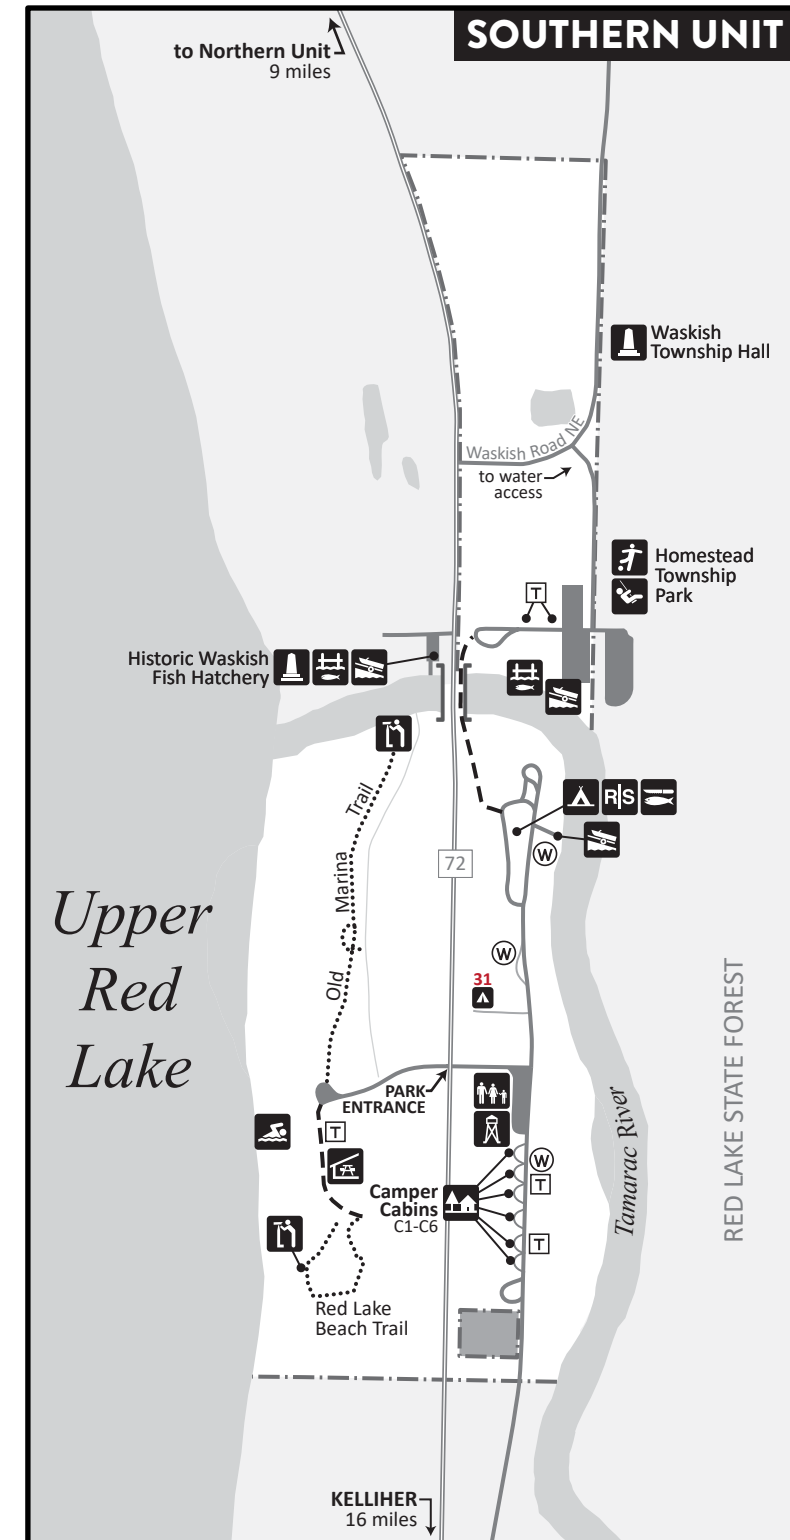 SOUTHERN UNIT
to Northern Unit
9 miles
Waskish
Township Hall
Waskish Road NE
to water
access
Homestead
Township
Park
T
Historic Waskish
Fish Hatchery
R|S
W
Old Marina Trail
72
Upper
Red
Lake
W
31
RED LAKE STATE FOREST
PARK
ENTRANCE
Tamarac River
T
W
T
Camper
Cabins
C1-C6
T
Red Lake
Beach Trail
KELLIHER
16 miles